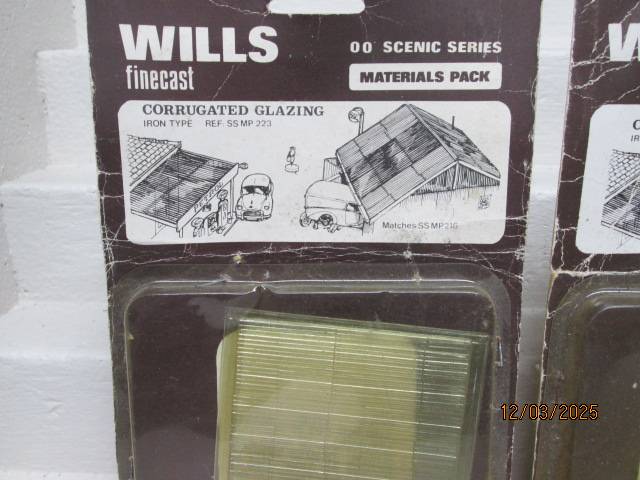 WILLS
finecast
00 SCENIC SERIES
MATERIALS PACK
CORRUGATED GLAZING
IRON TYPE REF: SS MP 223
Matches SS MP216
12/03/2025